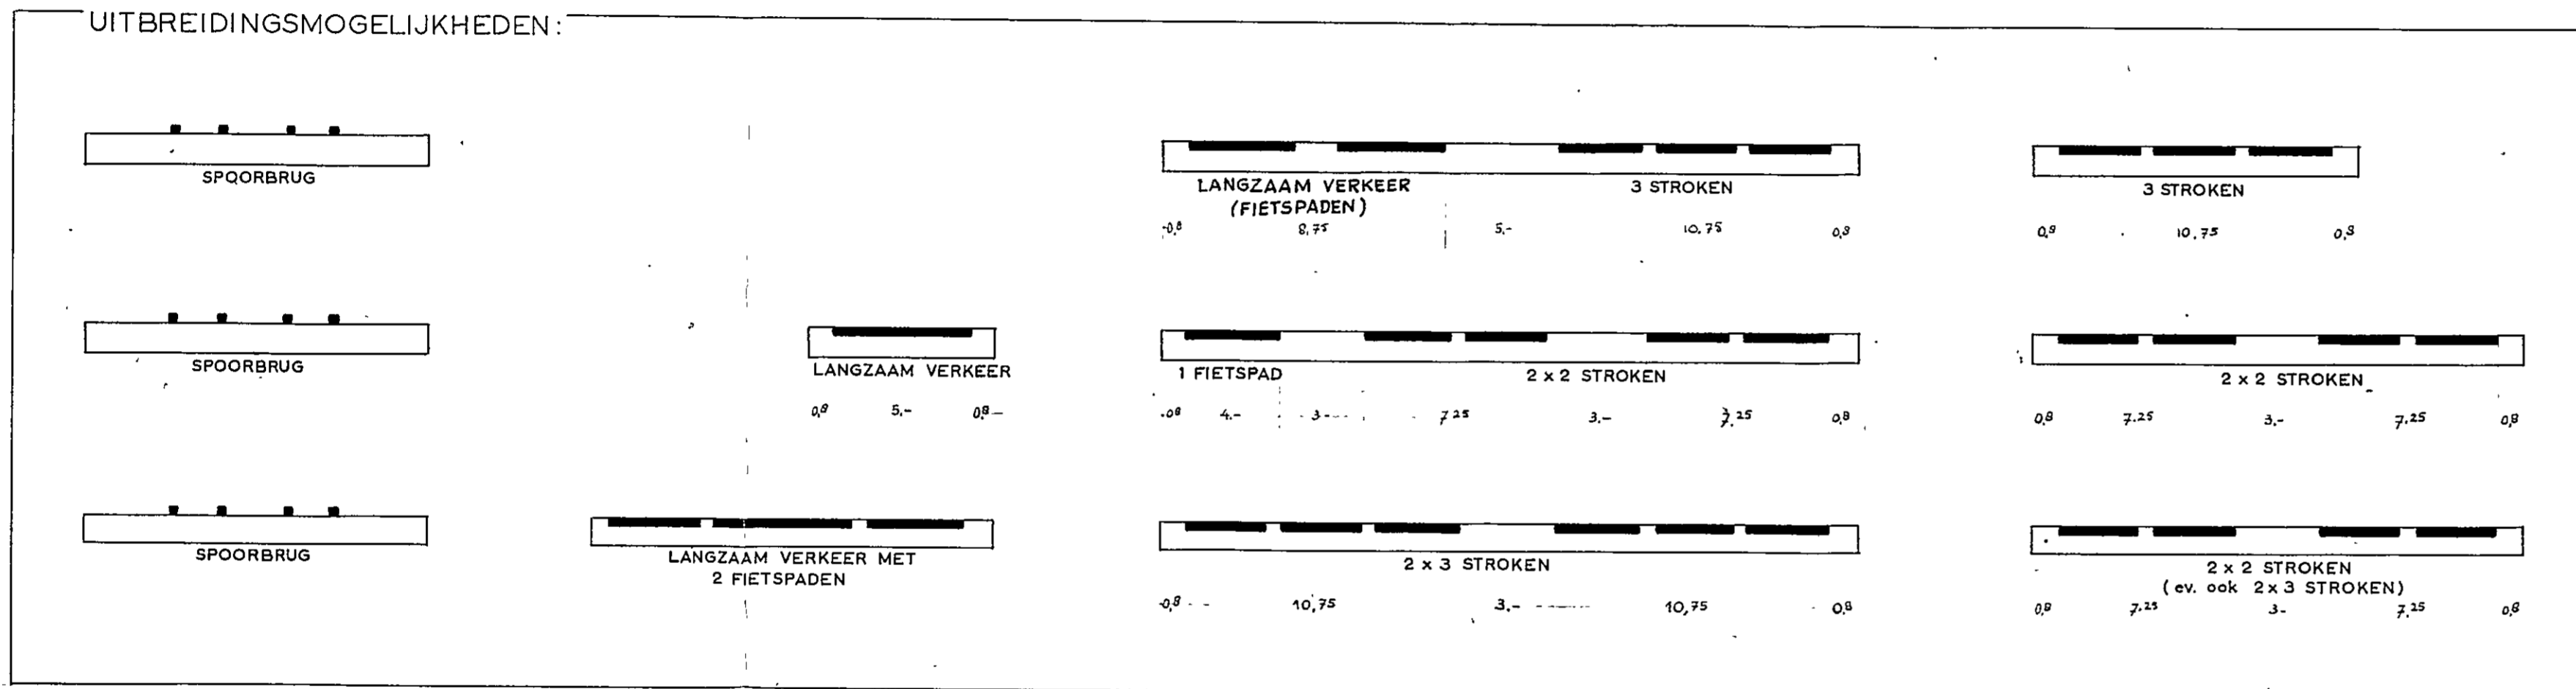 UITBREIDINGSMOGELIJKHEDEN:
SPOORBRUG
LANGZAAM VERKEER
(FIETSPADEN)
3 STROKEN
3 STROKEN
0,8 8,75 5.- 10.75 0,8
0,8 10,75 0,8
SPOORBRUG
LANGZAAM VERKEER
1 FIETSPAD
2 x 2 STROKEN
2 x 2 STROKEN
0,8 5.- 0,8
0,8 4.- 3 7,25 3.- 7,25 0,8
0,8 7.25 3.- 7,25 0,8
SPOORBRUG
LANGZAAM VERKEER MET
2 FIETSPADEN
2 x 3 STROKEN
2 x 2 STROKEN
(ev. ook 2 x 3 STROKEN)
0,8 10,75 3.- 10,75 0,8
0,8 7.25 3- 7.25 0,8